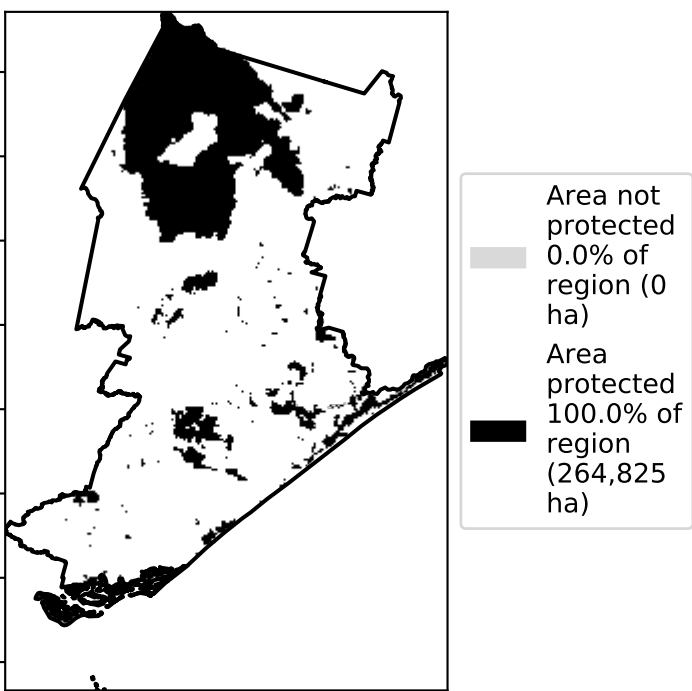 Area not
protected
0.0% of
region (0
ha)
Area
protected
100.0% of
region
(264,825
ha)